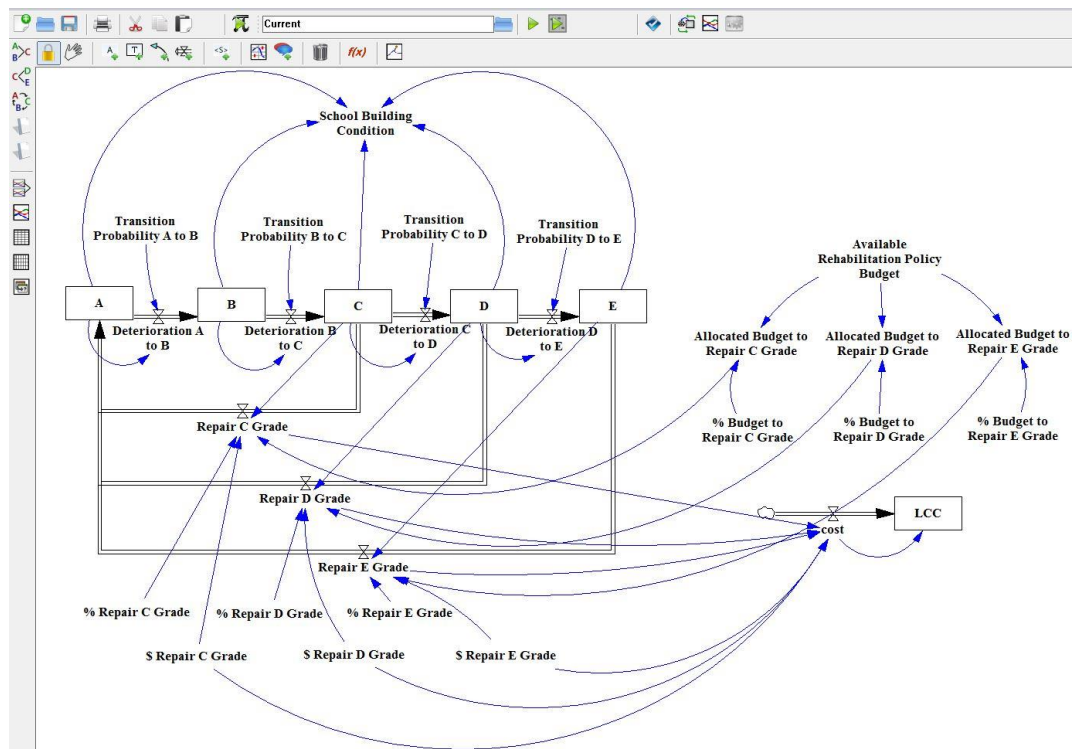 Current
A
B C
C D
E
A C
B
A
T
<S>
f(x)
School Building
Condition
Transition
Probability A to B
Transition
Probability B to C
Transition
Probability C to D
Transition
Probability D to E
Available
Rehabilitation Policy
Budget
A
B
C
D
E
Deterioration A
to B
Deterioration B
to C
Deterioration C
to D
Deterioration D
to E
Allocated Budget to
Repair C Grade
Allocated Budget to
Repair D Grade
Allocated Budget to
Repair E Grade
% Budget to
Repair C Grade
% Budget to
Repair D Grade
% Budget to
Repair E Grade
Repair C Grade
Repair D Grade
Repair E Grade
cost
LCC
% Repair C Grade
% Repair D Grade
% Repair E Grade
$ Repair C Grade
$ Repair D Grade
$ Repair E Grade